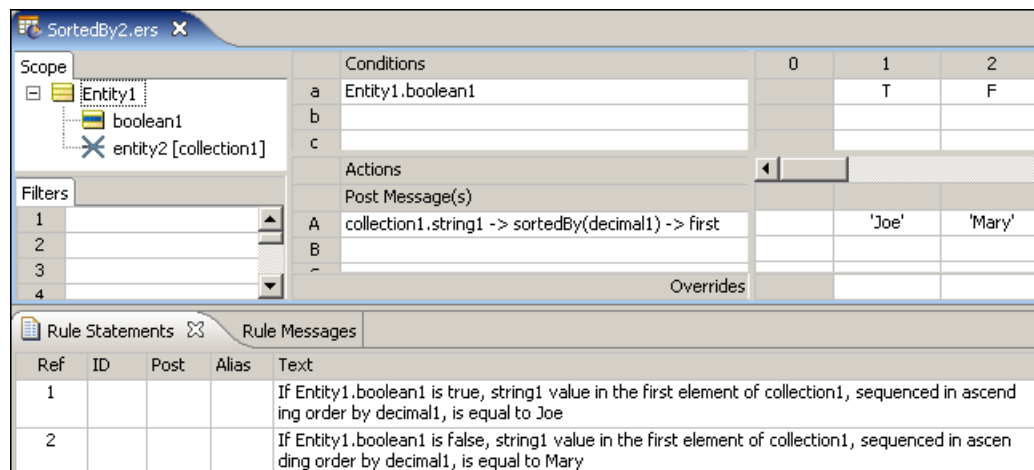 SortedBy2.ers
Scope
Entity1
boolean1
entity2 [collection1]
Filters
1
2
3
4
Conditions 0 1 2
a Entity1.boolean1 T F
b
c
Actions
Post Message(s)
A collection1.string1 -> sortedBy(decimal1) -> first 'Joe' 'Mary'
B
Overrides
Rule Statements Rule Messages
Ref ID Post Alias Text
1 If Entity1.boolean1 is true, string1 value in the first element of collection1, sequenced in ascend
ing order by decimal1, is equal to Joe
2 If Entity1.boolean1 is false, string1 value in the first element of collection1, sequenced in ascen
ding order by decimal1, is equal to Mary